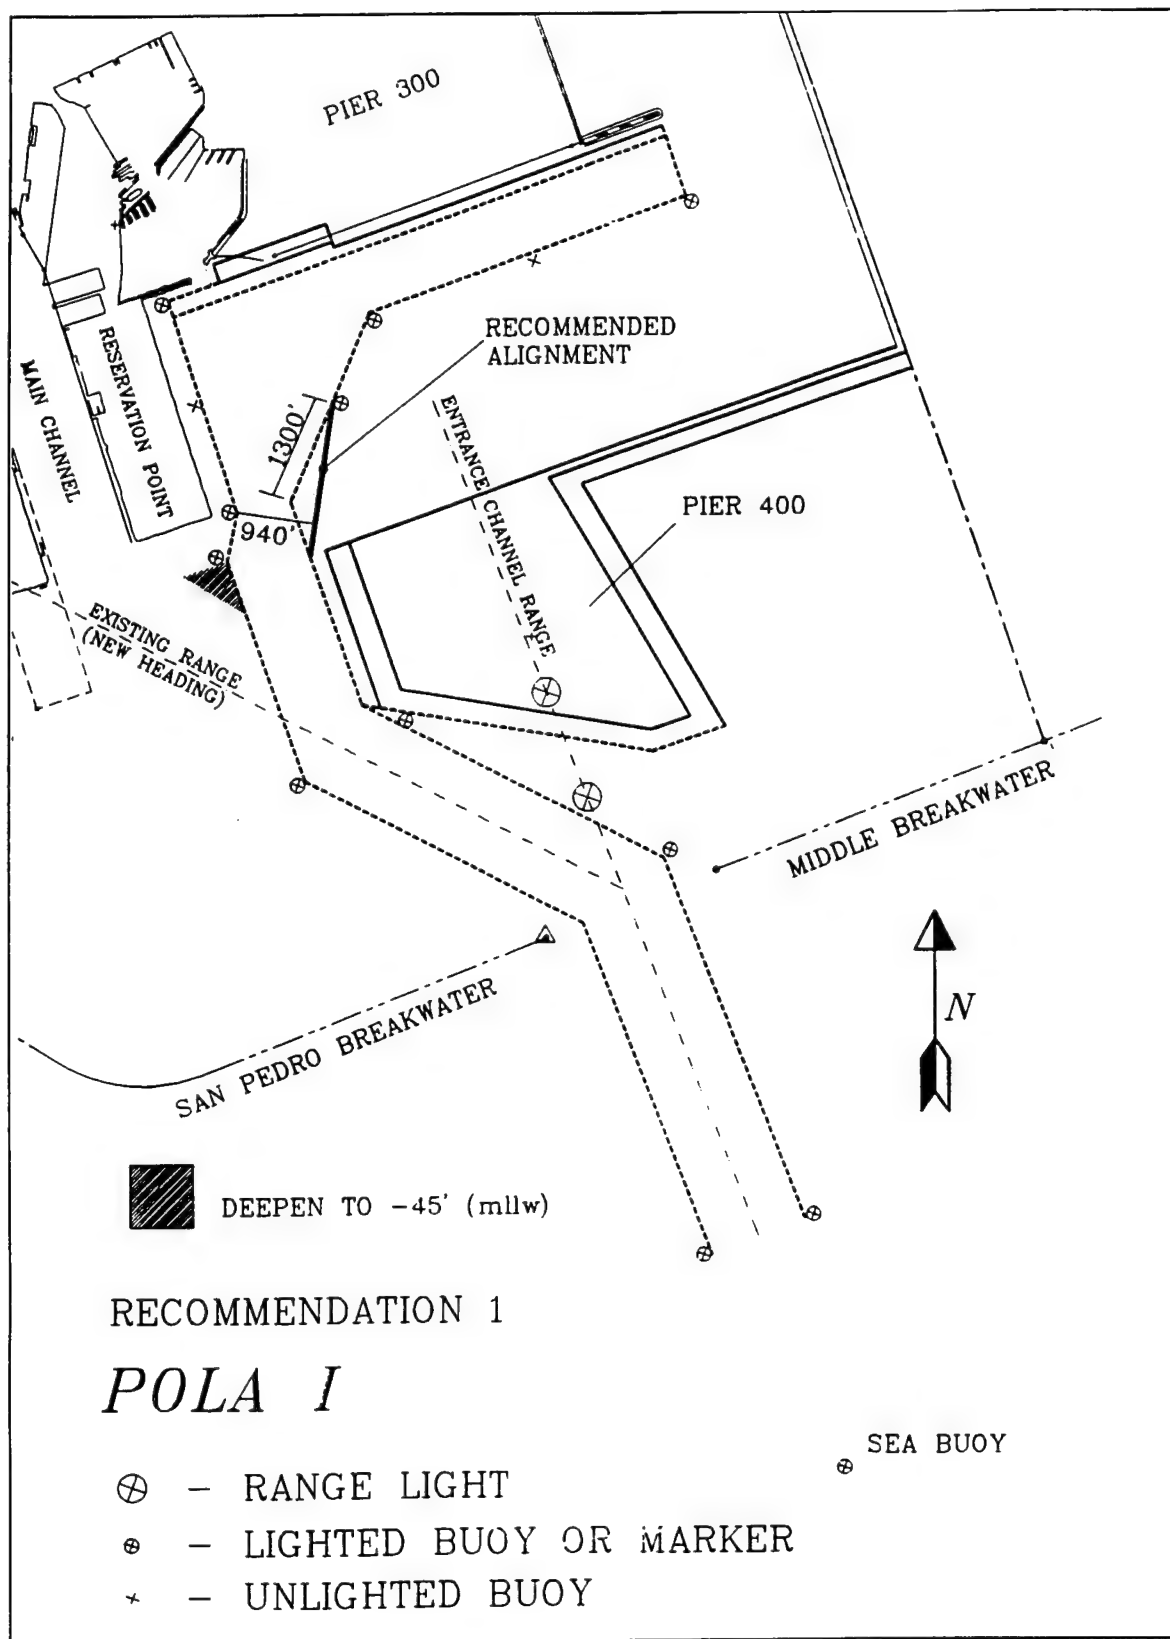 PIER 300
RECOMMENDED
ALIGNMENT
RESERVATION POINT
MAIN CHANNEL
1300'
940'
ENTRANCE CHANNEL RANGE
PIER 400
EXISTING RANGE
(NEW HEADING)
MIDDLE BREAKWATER
SAN PEDRO BREAKWATER
N
DEEPEN TO -45' (mllw)
RECOMMENDATION 1
POLA I
SEA BUOY
– RANGE LIGHT
– LIGHTED BUOY OR MARKER
– UNLIGHTED BUOY